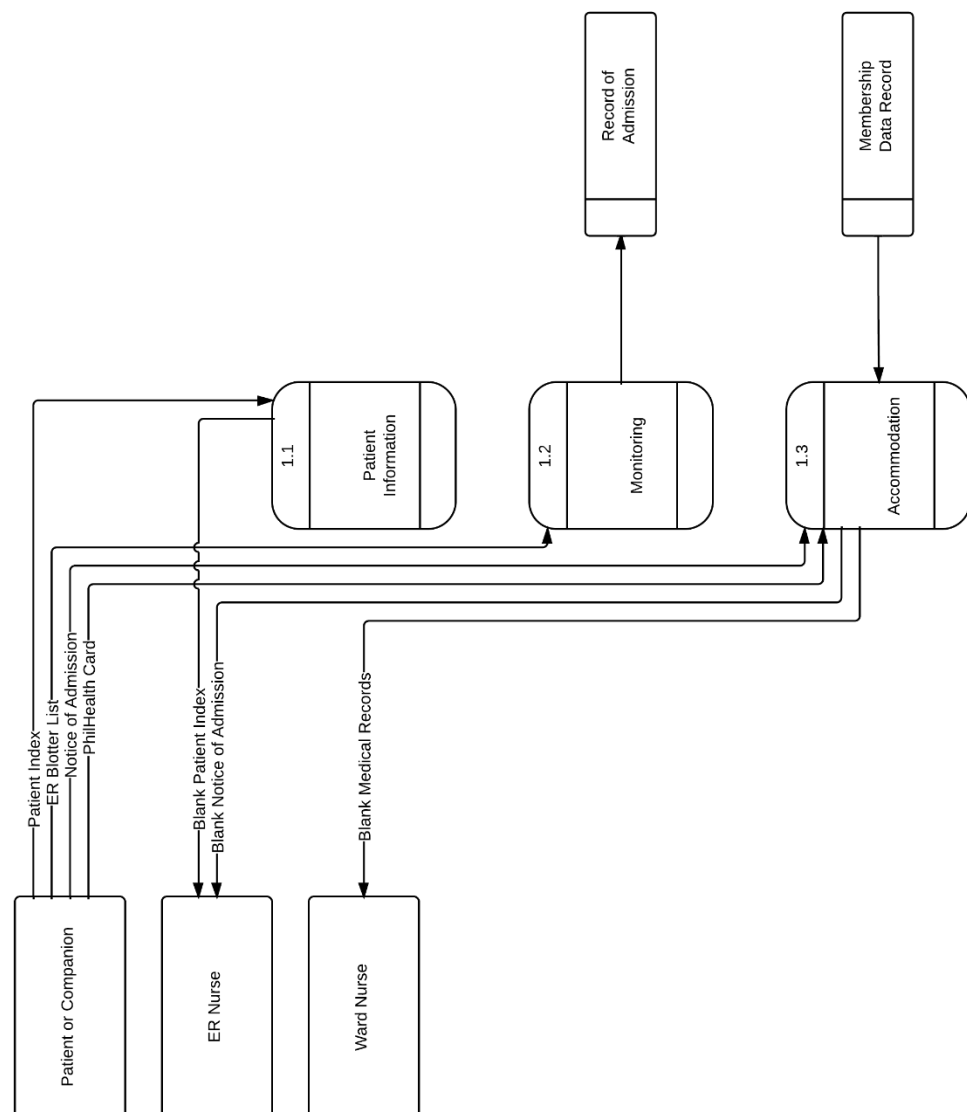 Patient or Companion
ER Nurse
Ward Nurse
Patient Index
ER Blotter List
Notice of Admission
PhilHealth Card
Blank Patient Index
Blank Notice of Admission
Blank Medical Records
1.1
Patient
Information
1.2
Monitoring
1.3
Accommodation
Record of
Admission
Membership
Data Record